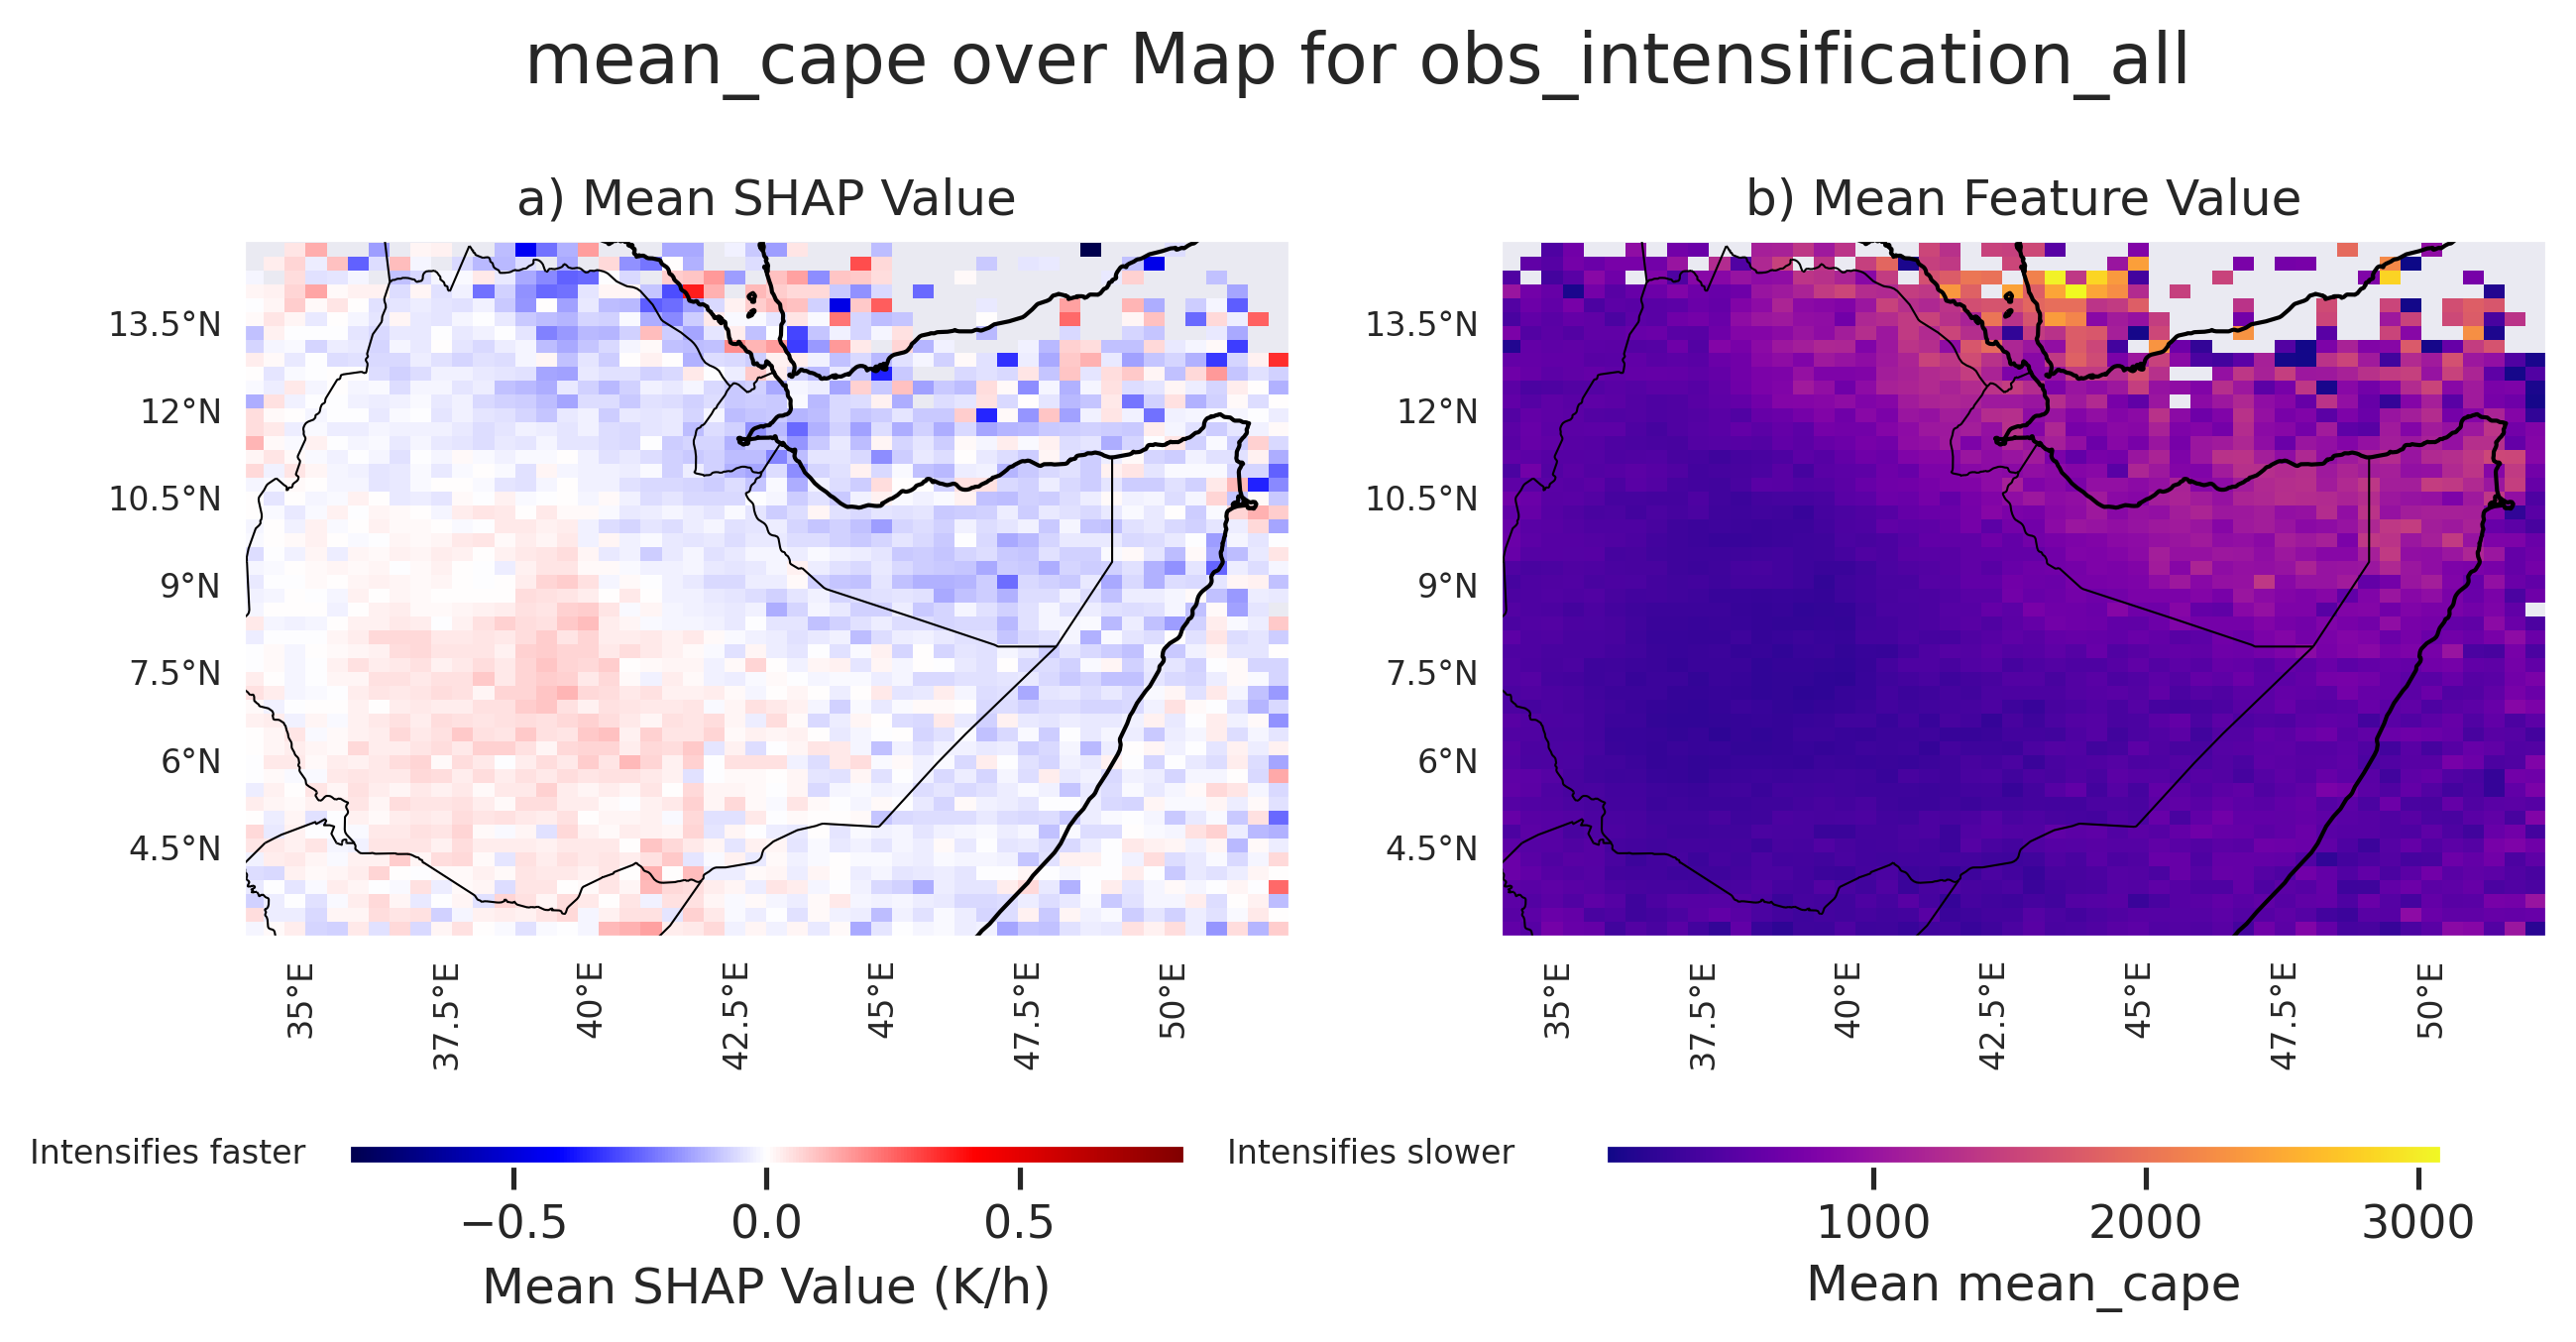 mean_cape over Map for obs_intensification_all
a) Mean SHAP Value
b) Mean Feature Value
13.5°N
12°N
10.5°N
9°N
7.5°N
6°N
4.5°N
35°E
37.5°E
40°E
42.5°E
45°E
47.5°E
50°E
13.5°N
12°N
10.5°N
9°N
7.5°N
6°N
4.5°N
35°E
37.5°E
40°E
42.5°E
45°E
47.5°E
50°E
Intensifies faster
Intensifies slower
−0.5 0.0 0.5
Mean SHAP Value (K/h)
1000 2000 3000
Mean mean_cape